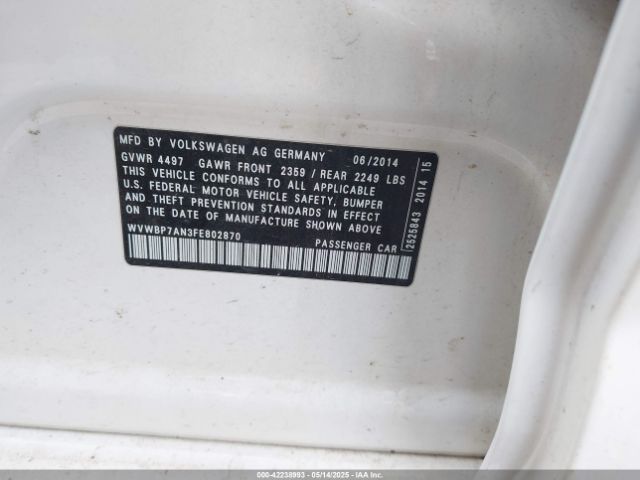 MFD BY VOLKSWAGEN AG GERMANY 06/2014
GVWR 4497 GAWR FRONT 2359 / REAR 2249 LBS
THIS VEHICLE CONFORMS TO ALL APPLICABLE
U.S. FEDERAL MOTOR VEHICLE SAFETY, BUMPER
AND THEFT PREVENTION STANDARDS IN EFFECT
ON THE DATE OF MANUFACTURE SHOWN ABOVE
WVWBP7AN3FE802870 PASSENGER CAR
2525843 2014 15
000-42238993 - 05/14/2025 - © IAA HOLDINGS, LLC